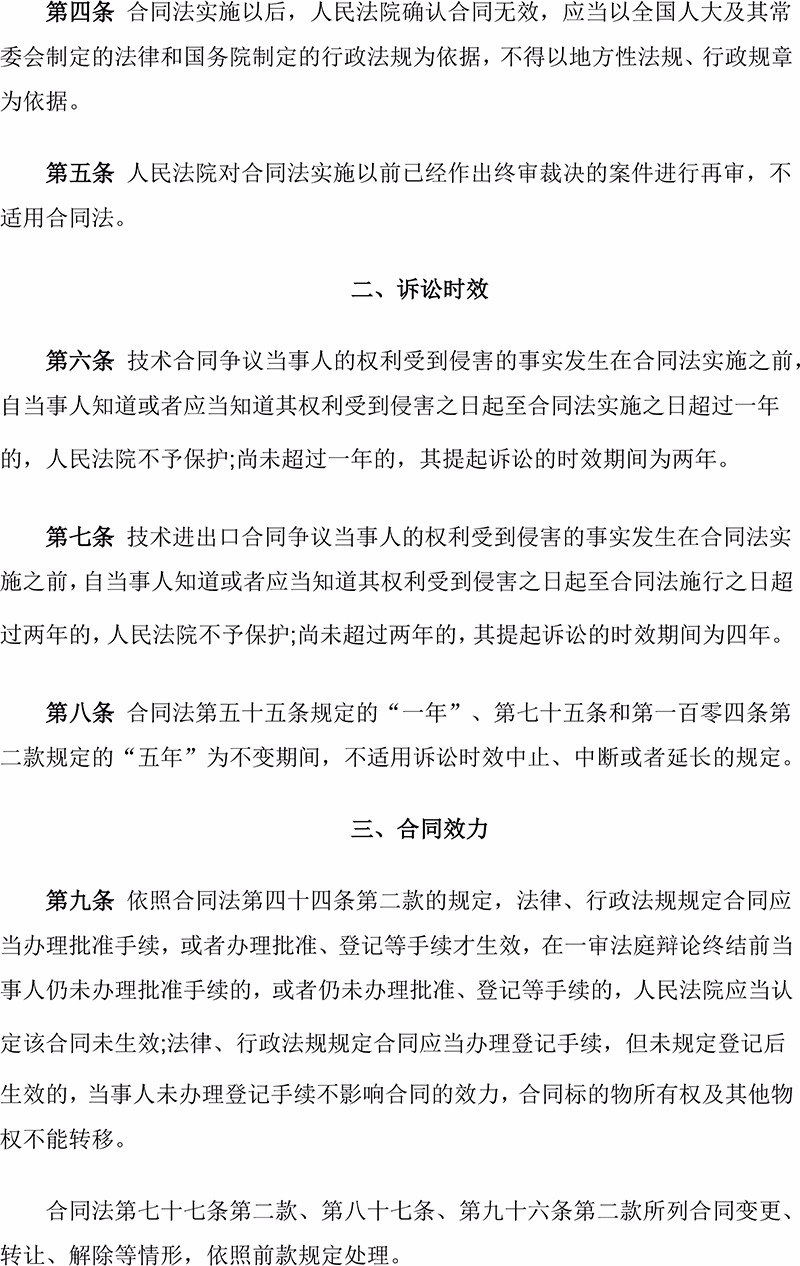 第四条 合同法实施以后，人民法院确认合同无效，应当以全国人大及其常
委会制定的法律和国务院制定的行政法规为依据，不得以地方性法规、行政规章
为依据。
第五条 人民法院对合同法实施以前已经作出终审裁决的案件进行再审，不
适用合同法。
二、诉讼时效
第六条 技术合同争议当事人的权利受到侵害的事实发生在合同法实施之前，
自当事人知道或者应当知道其权利受到侵害之日起至合同法实施之日超过一年
的，人民法院不予保护;尚未超过一年的，其提起诉讼的时效期间为两年。
第七条 技术进出口合同争议当事人的权利受到侵害的事实发生在合同法实
施之前，自当事人知道或者应当知道其权利受到侵害之日起至合同法施行之日超
过两年的，人民法院不予保护;尚未超过两年的，其提起诉讼的时效期间为四年。
第八条 合同法第五十五条规定的“一年”、第七十五条和第一百零四条第
二款规定的“五年”为不变期间，不适用诉讼时效中止、中断或者延长的规定。
三、合同效力
第九条 依照合同法第四十四条第二款的规定，法律、行政法规规定合同应
当办理批准手续，或者办理批准、登记等手续才生效，在一审法庭辩论终结前当
事人仍未办理批准手续的，或者仍未办理批准、登记等手续的，人民法院应当认
定该合同未生效;法律、行政法规规定合同应当办理登记手续，但未规定登记后
生效的，当事人未办理登记手续不影响合同的效力，合同标的物所有权及其他物
权不能转移。
合同法第七十七条第二款、第八十七条、第九十六条第二款所列合同变更、
转让、解除等情形，依照前款规定处理。